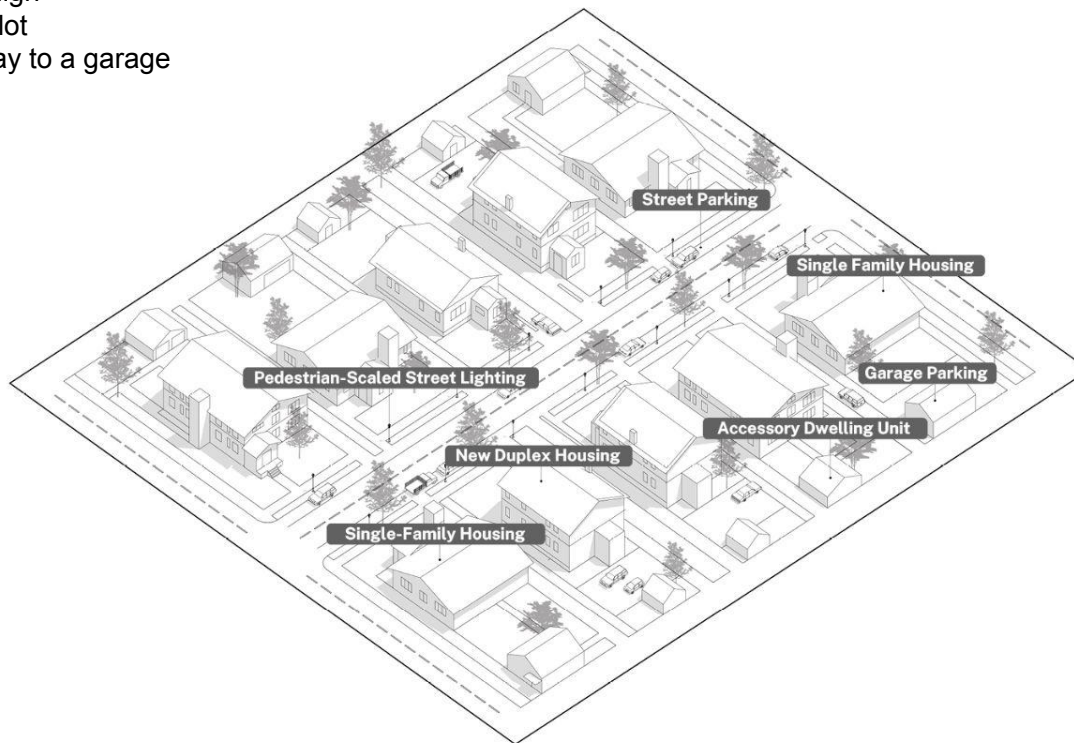 lot
ay to a garage
Street Parking
Single Family Housing
Pedestrian-Scaled Street Lighting
Garage Parking
Accessory Dwelling Unit
New Duplex Housing
Single-Family Housing